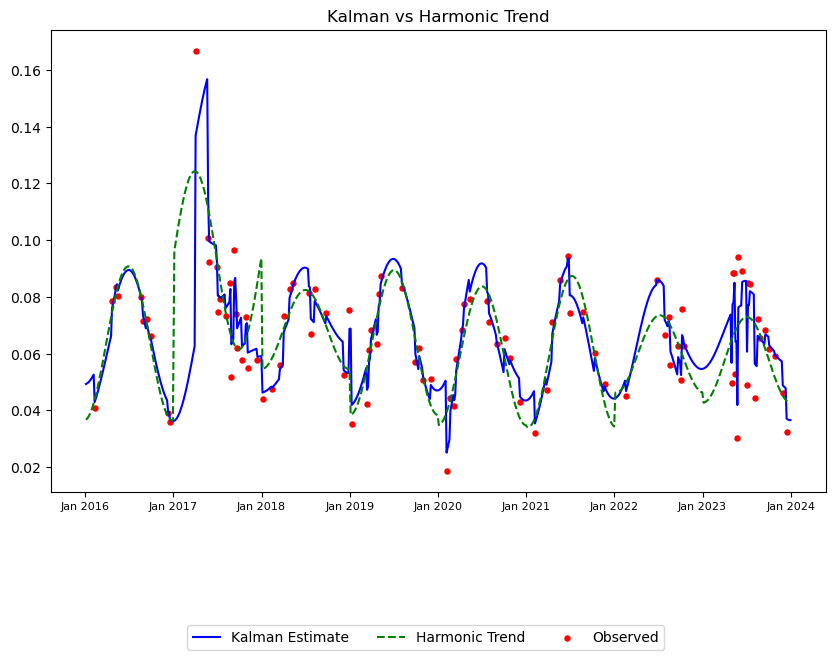 Kalman vs Harmonic Trend
0.16
0.14
0.12
0.10
0.08
0.06
0.04
0.02
Jan 2016 Jan 2017 Jan 2018 Jan 2019 Jan 2020 Jan 2021 Jan 2022 Jan 2023 Jan 2024
Kalman Estimate Harmonic Trend Observed